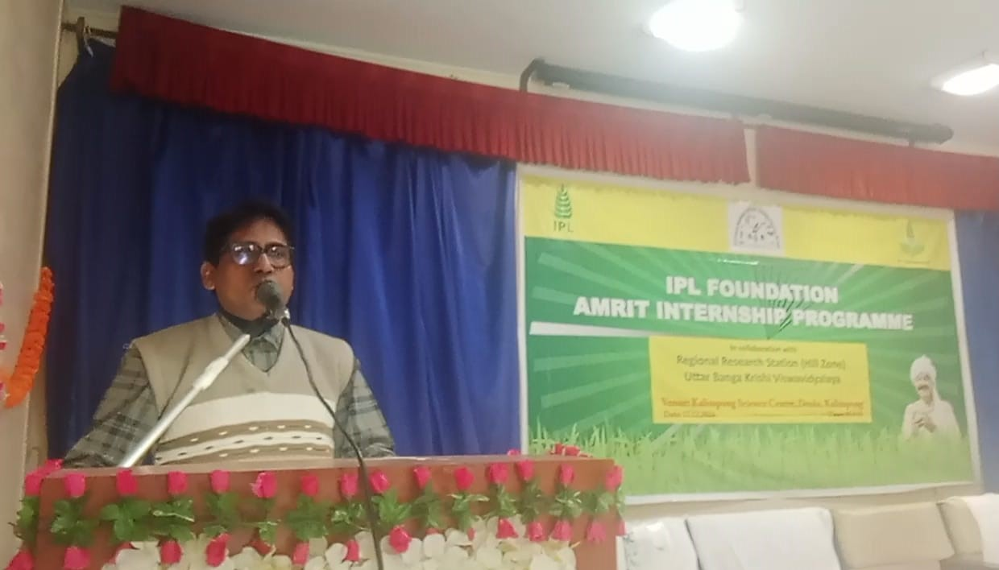 IPL
IPL FOUNDATION
AMRIT INTERNSHIP PROGRAMME
In collaboration with
Regional Research Station (Hill Zone)
Uttar Banga Krishi Viswavidyalaya
Venue: Kalimpong Science Centre, Deolo, Kalimpong
Date: